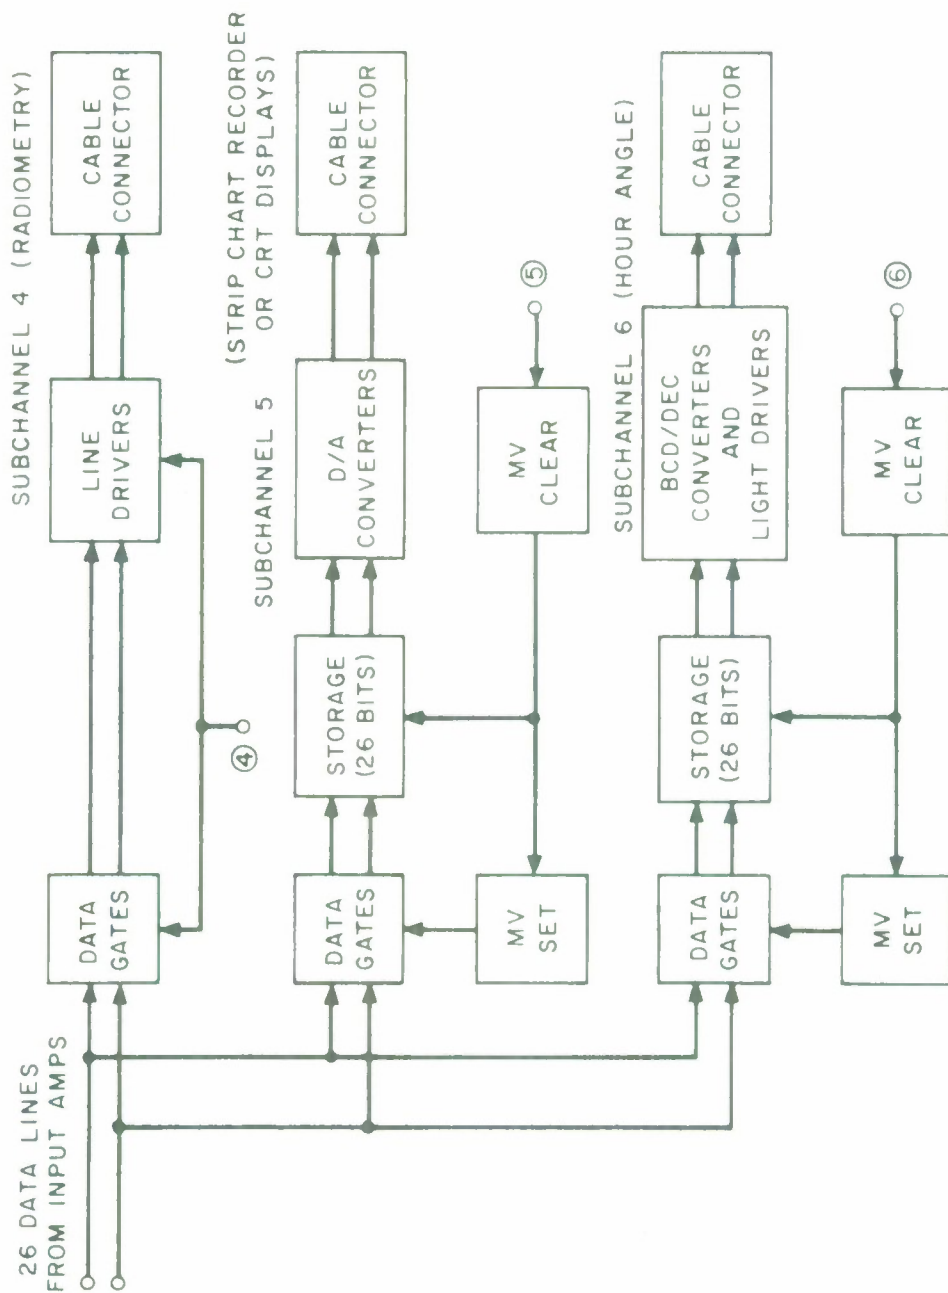 26 DATA LINES
FROM INPUT AMPS
SUBCHANNEL 4 (RADIOMETRY)
DATA
GATES
LINE
DRIVERS
CABLE
CONNECTOR
④
SUBCHANNEL 5
(STRIP CHART RECORDER
OR CRT DISPLAYS)
DATA
GATES
STORAGE
(26 BITS)
D/A
CONVERTERS
CABLE
CONNECTOR
MV
SET
MV
CLEAR
⑤
SUBCHANNEL 6 (HOUR ANGLE)
DATA
GATES
STORAGE
(26 BITS)
BCD/DEC
CONVERTERS
AND
LIGHT DRIVERS
CABLE
CONNECTOR
MV
SET
MV
CLEAR
⑥